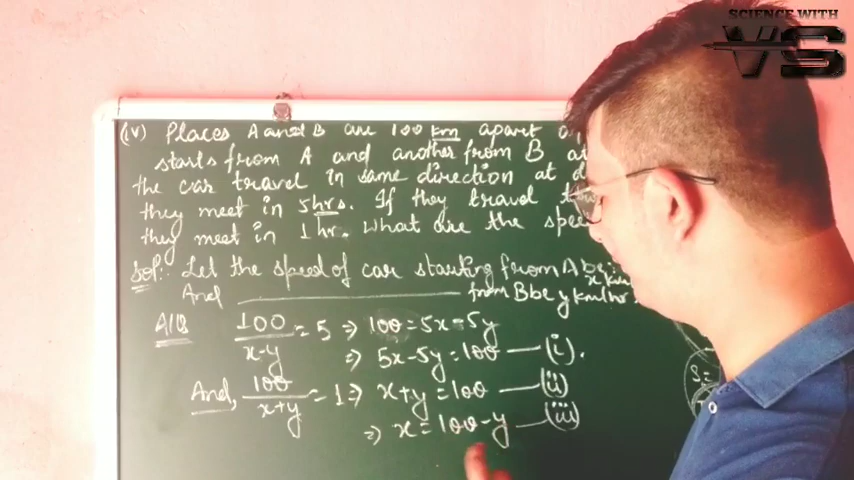 SCIENCE WITH
VS
(iv) Places A and B are 100 km apart
starts from A and another from B at
the car travel in same direction at
they meet in 5hrs. If they travel
they meet in 1 hr. What are the spee
Sol:- Let the speed of car starting from A be x km
And ———— from B be y km/hr
A/Q 100/x-y = 5 ⇒ 100 = 5x-5y
⇒ 5x-5y = 100 — (i).
And, 100/x+y = 1 ⇒ x+y = 100 — (ii)
⇒ x = 100-y — (iii)
S =